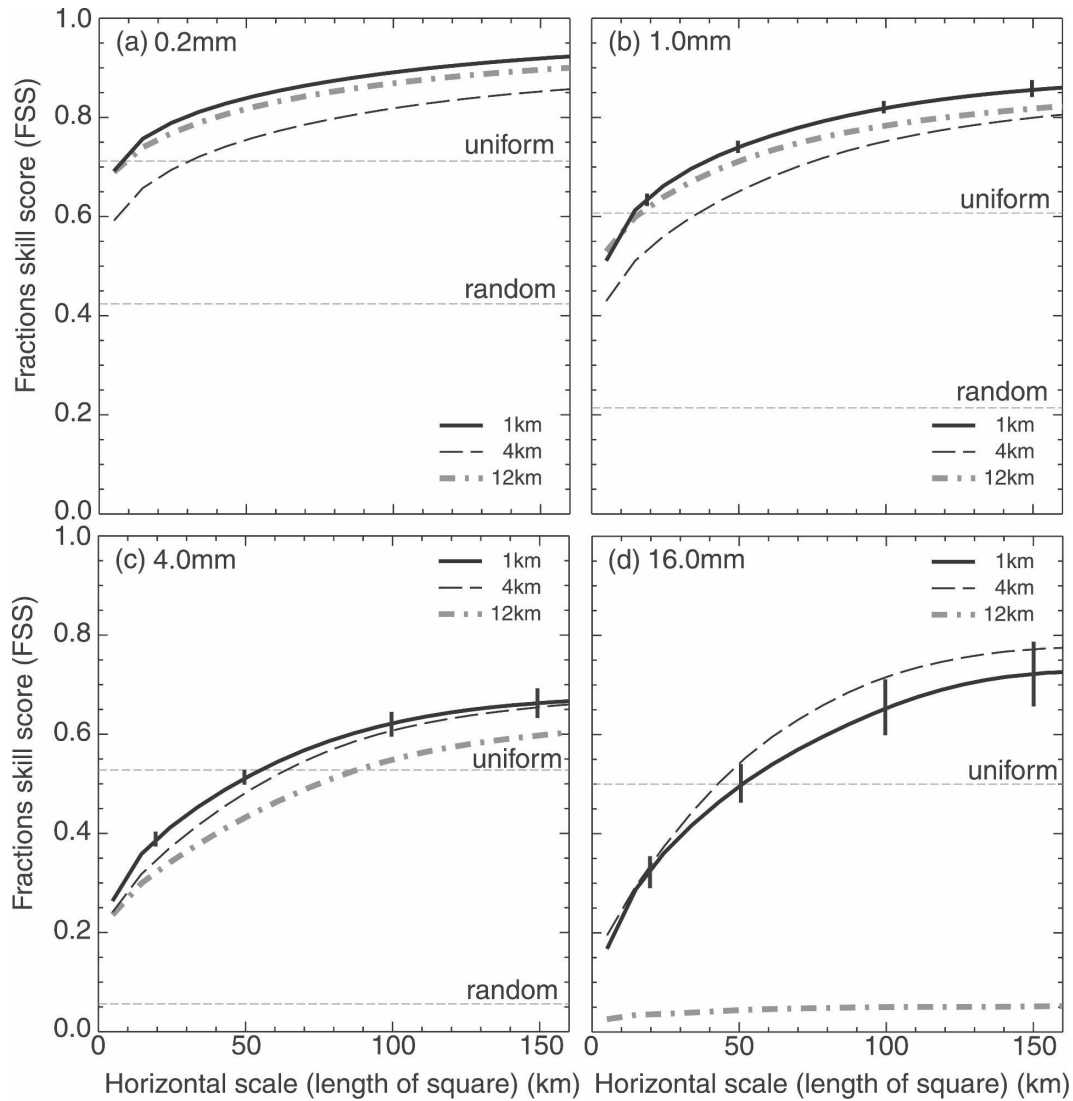 (a) 0.2mm
1.0
0.8
0.6
0.4
0.2
0.0
Fractions skill score (FSS)
uniform
random
1km
4km
12km
(b) 1.0mm
uniform
random
1km
4km
12km
(c) 4.0mm
1.0
0.8
0.6
0.4
0.2
0.0
Fractions skill score (FSS)
1km
4km
12km
uniform
random
0 50 100 150
Horizontal scale (length of square) (km)
(d) 16.0mm
1km
4km
12km
uniform
0 50 100 150
Horizontal scale (length of square) (km)